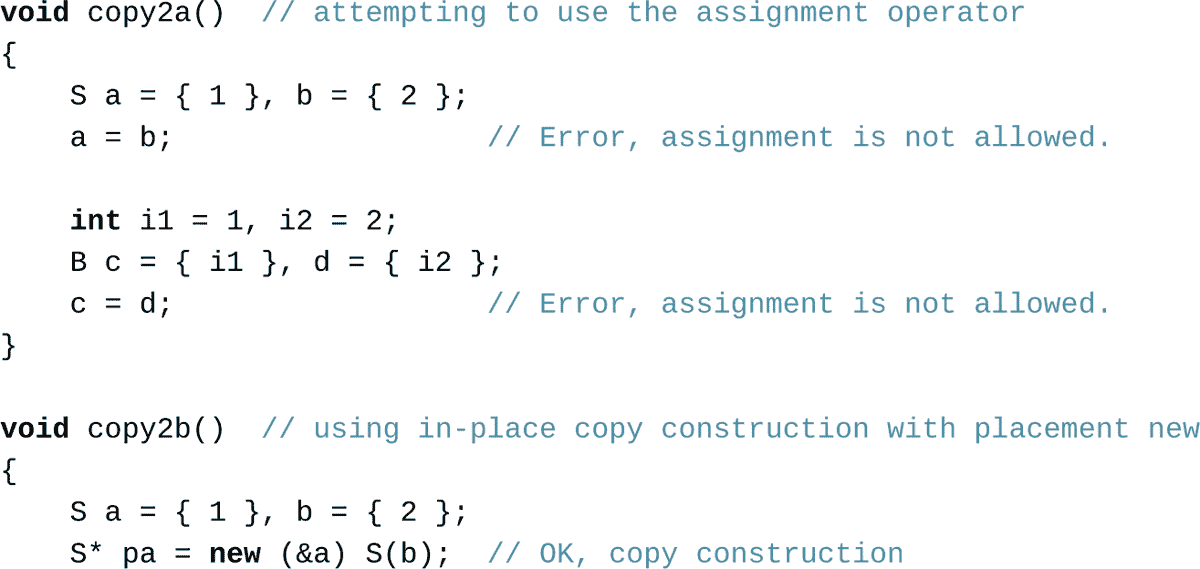 void copy2a()  // attempting to use the assignment operator
{
    S a = { 1 }, b = { 2 };
    a = b;                  // Error, assignment is not allowed.

    int i1 = 1, i2 = 2;
    B c = { i1 }, d = { i2 };
    c = d;                  // Error, assignment is not allowed.
}

void copy2b()  // using in-place copy construction with placement new
{
    S a = { 1 }, b = { 2 };
    S* pa = new (&a) S(b);  // OK, copy construction